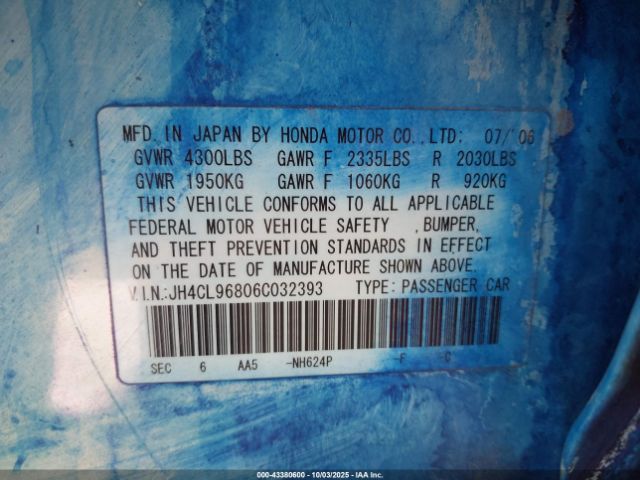 MFD. IN JAPAN BY HONDA MOTOR CO., LTD: 07/'06
GVWR 4300LBS GAWR F 2335LBS R 2030LBS
GVWR 1950KG GAWR F 1060KG R 920KG
THIS VEHICLE CONFORMS TO ALL APPLICABLE
FEDERAL MOTOR VEHICLE SAFETY , BUMPER,
AND THEFT PREVENTION STANDARDS IN EFFECT
ON THE DATE OF MANUFACTURE SHOWN ABOVE.
V.I.N.:JH4CL96806C032393 TYPE: PASSENGER CAR
SEC 6 AA5 -NH624P -F -C
000-43380600 - 10/03/2025 - IAA Inc.